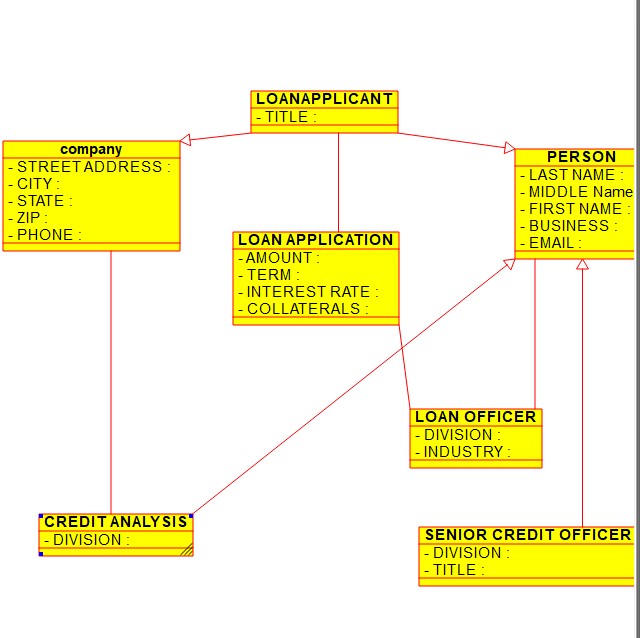 LOANAPPLICANT
- TITLE :
company
- STREET ADDRESS :
- CITY :
- STATE :
- ZIP :
- PHONE :
PERSON
- LAST NAME :
- MIDDLE Name
- FIRST NAME :
- BUSINESS :
- EMAIL :
LOAN APPLICATION
- AMOUNT :
- TERM :
- INTEREST RATE :
- COLLATERALS :
LOAN OFFICER
- DIVISION :
- INDUSTRY :
CREDIT ANALYSIS
- DIVISION :
SENIOR CREDIT OFFICER
- DIVISION :
- TITLE :